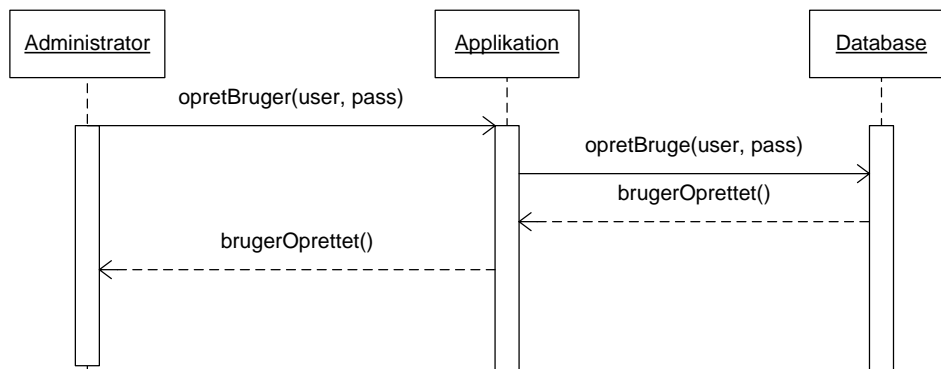 Administrator
Applikation
Database
opretBruger(user, pass)
opretBruge(user, pass)
brugerOprettet()
brugerOprettet()